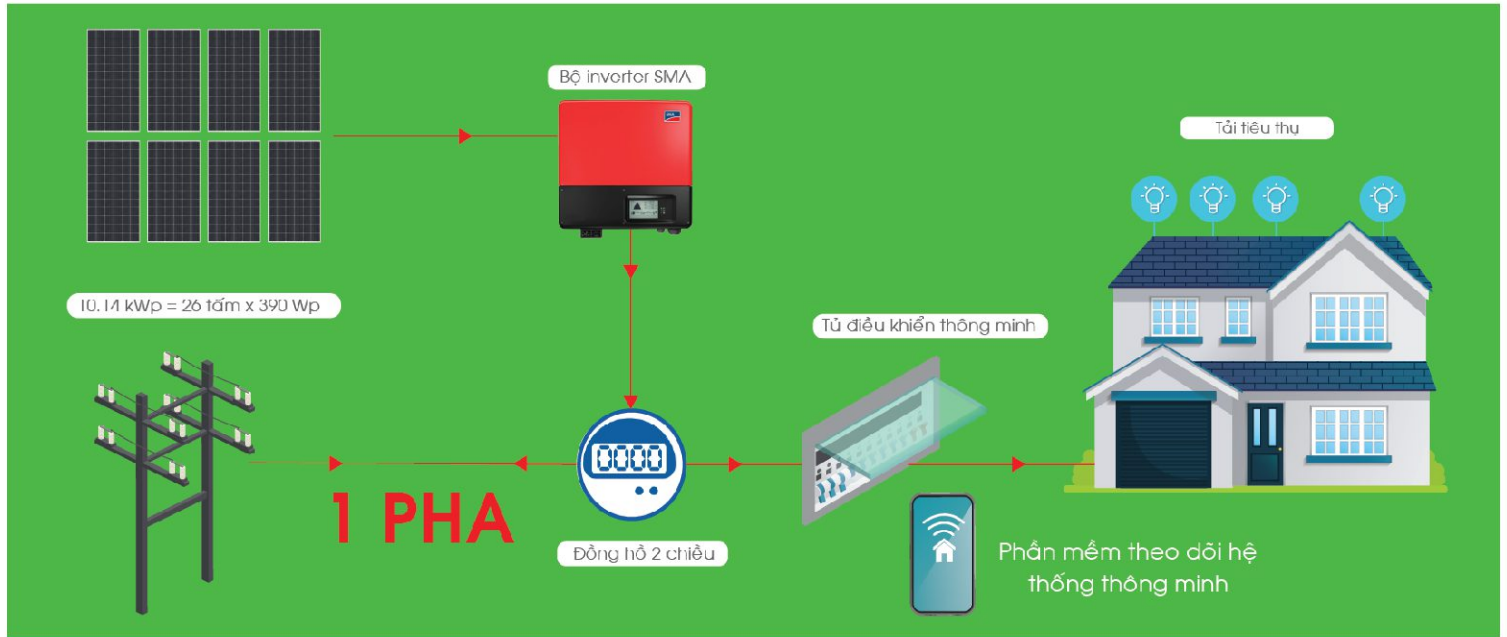 Bộ inverter SMA
Tải tiêu thụ
10.14 kWp = 26 tấm x 390 Wp
Tủ điều khiển thông minh
0000
1 PHA
Đồng hồ 2 chiều
Phần mềm theo dõi hệ
thống thông minh